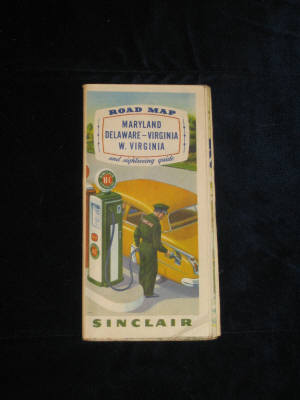 ROAD MAP
MARYLAND
DELAWARE - VIRGINIA
W. VIRGINIA
and sightseeing guide
H-C
SINCLAIR